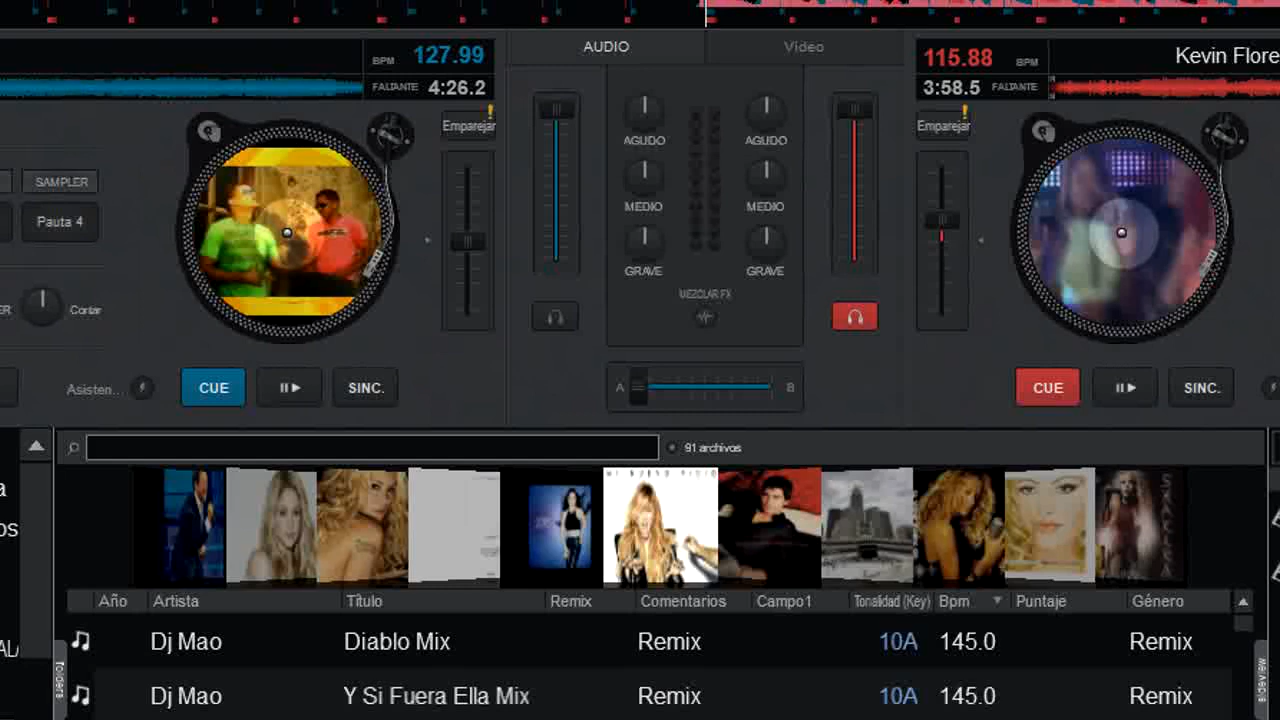 AUDIO
Video
BPM 127.99
FALTANTE 4:26.2
115.88 BPM
3:58.5 FALTANTE
Kevin Flore
Emparejar
Emparejar
AGUDO
AGUDO
MEDIO
MEDIO
GRAVE
GRAVE
MEZCLAR FX
SAMPLER
Pauta 4
ER
Cortar
Asisten...
CUE
SINC.
A
B
CUE
SINC.
91 archivos
Año Artista Título Remix Comentarios Campo1 Tonalidad (Key) Bpm Puntaje Género
Dj Mao Diablo Mix Remix 10A 145.0 Remix
Dj Mao Y Si Fuera Ella Mix Remix 10A 145.0 Remix
folders
sideview